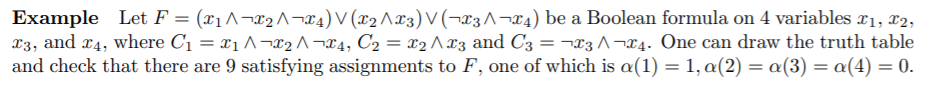 Example Let F = (x₁∧¬x₂∧¬x₄)∨(x₂∧x₃)∨(¬x₃∧¬x₄) be a Boolean formula on 4 variables x₁, x₂,
x₃, and x₄, where C₁ = x₁∧¬x₂∧¬x₄, C₂ = x₂∧x₃ and C₃ = ¬x₃∧¬x₄. One can draw the truth table
and check that there are 9 satisfying assignments to F, one of which is α(1) = 1, α(2) = α(3) = α(4) = 0.